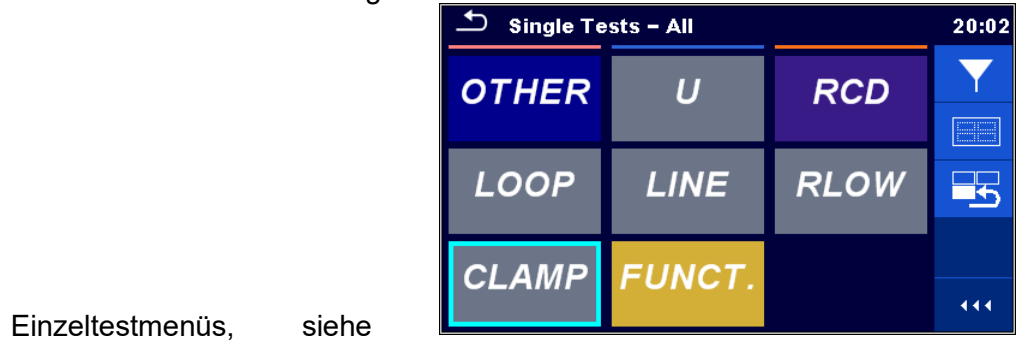 Single Tests – All 20:02
OTHER U RCD
LOOP LINE RLOW
CLAMP FUNCT.
Einzeltestmenüs, siehe